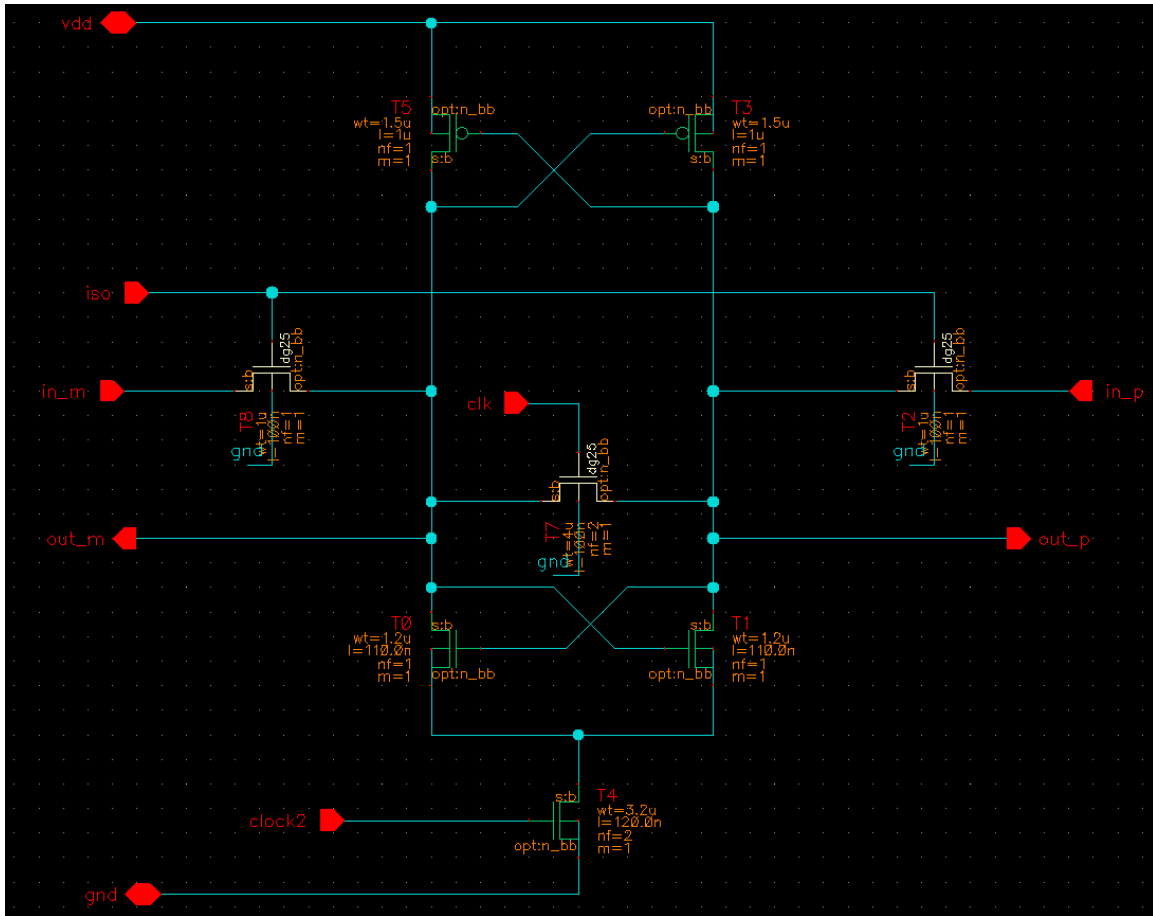 vdd
T5
opt:n_bb
wt=1.5u
l=1u
nf=1
m=1
s:b
opt:n_bb
T3
wt=1.5u
l=1u
nf=1
m=1
s:b
iso
dg25
opt:n_bb
s:b
in_m
T8
wt=1u
l=100n
nf=1
m=1
gnd
clk
dg25
opt:n_bb
s:b
T7
wt=4u
l=100n
nf=2
m=1
gnd
dg25
opt:n_bb
s:b
in_p
T2
wt=1u
l=100n
nf=1
m=1
gnd
out_m
out_p
T0
s:b
wt=1.2u
l=110.0n
nf=1
m=1
opt:n_bb
s:b
T1
wt=1.2u
l=110.0n
nf=1
m=1
opt:n_bb
s:b
T4
wt=3.2u
l=120.0n
nf=2
m=1
opt:n_bb
clock2
gnd